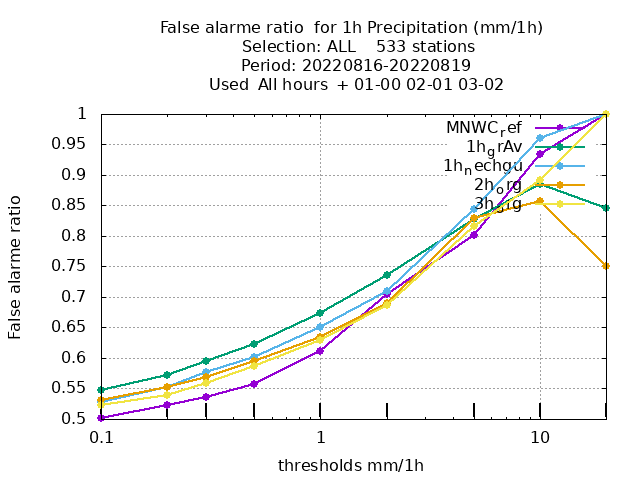 False alarme ratio  for 1h Precipitation (mm/1h)
Selection: ALL    533 stations
Period: 20220816-20220819
Used  All hours  + 01-00 02-01 03-02
MNWCref
1hgrAv
1hnechgu
2horg
3horg
False alarme ratio
1
0.95
0.9
0.85
0.8
0.75
0.7
0.65
0.6
0.55
0.5
0.1
1
10
thresholds mm/1h